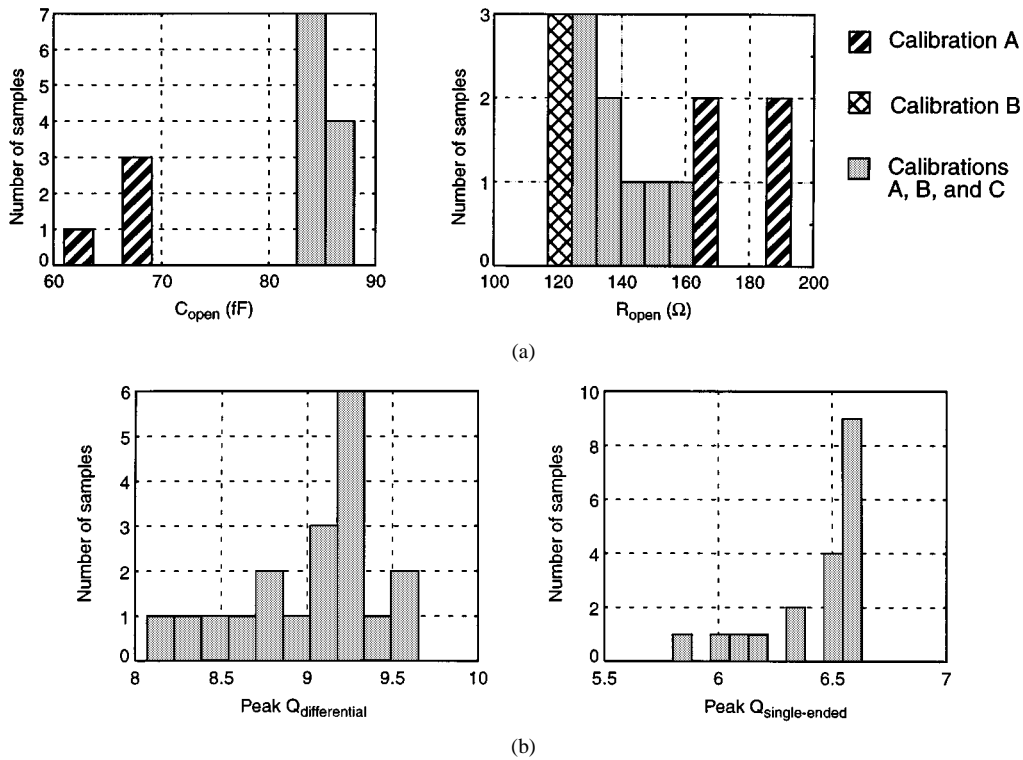 7
6
5
4
3
2
1
0
Number of samples
60 70 80 90
C_open (fF)
3
2
1
0
Number of samples
100 120 140 160 180 200
R_open (Ω)
Calibration A
Calibration B
Calibrations
A, B, and C
(a)
6
5
4
3
2
1
0
Number of samples
8 8.5 9 9.5 10
Peak Q_differential
10
8
6
4
2
0
Number of samples
5.5 6 6.5 7
Peak Q_single-ended
(b)